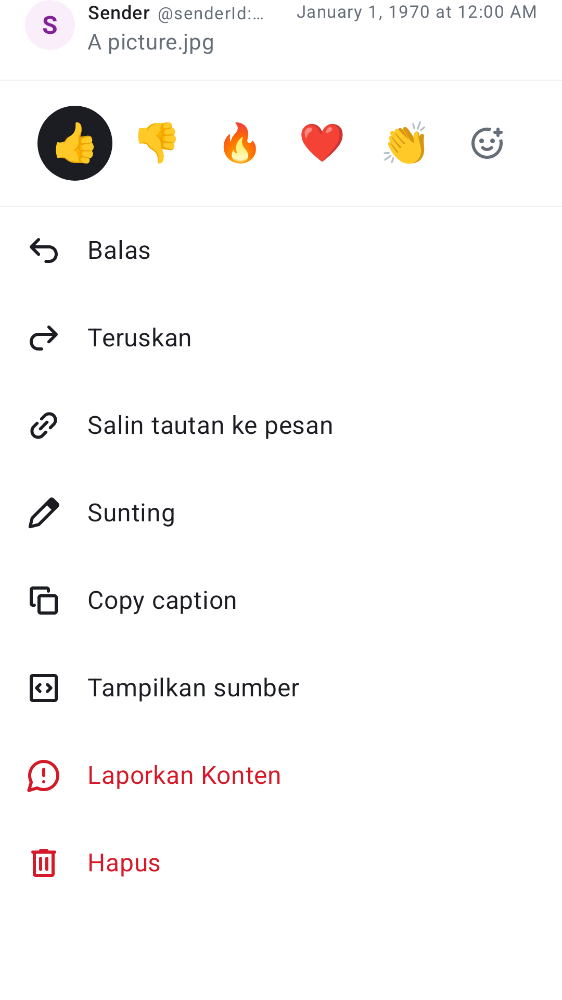 S
Sender @senderId:… January 1, 1970 at 12:00 AM
A picture.jpg
Balas
Teruskan
Salin tautan ke pesan
Sunting
Copy caption
Tampilkan sumber
Laporkan Konten
Hapus